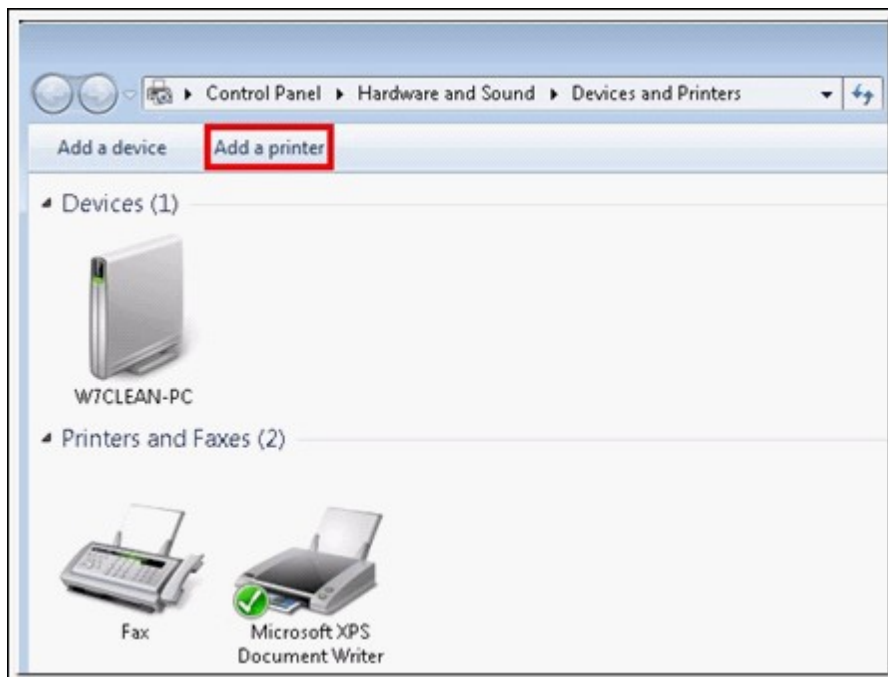 Control Panel ▸ Hardware and Sound ▸ Devices and Printers
Add a device Add a printer
Devices (1)
W7CLEAN-PC
Printers and Faxes (2)
Fax
Microsoft XPS
Document Writer